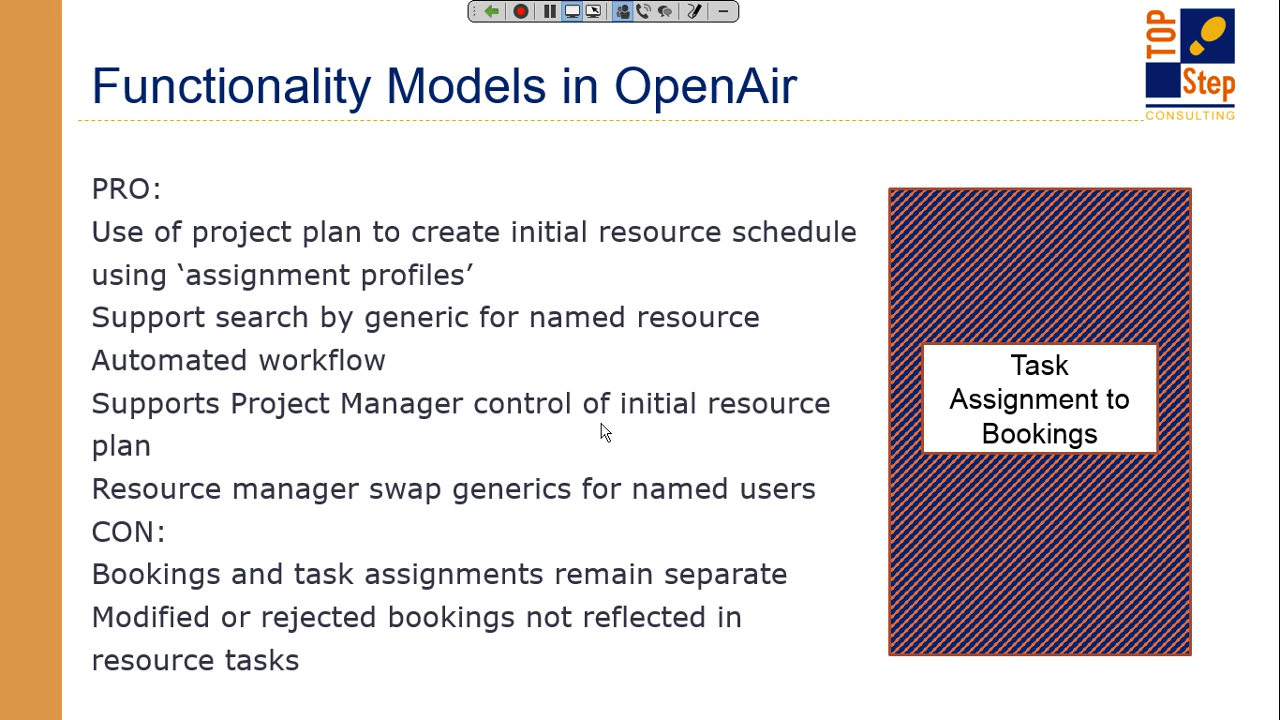 TOP
Step
CONSULTING
Functionality Models in OpenAir
PRO:
Use of project plan to create initial resource schedule
using ‘assignment profiles’
Support search by generic for named resource
Automated workflow
Supports Project Manager control of initial resource
plan
Resource manager swap generics for named users
CON:
Bookings and task assignments remain separate
Modified or rejected bookings not reflected in
resource tasks
Task
Assignment to
Bookings